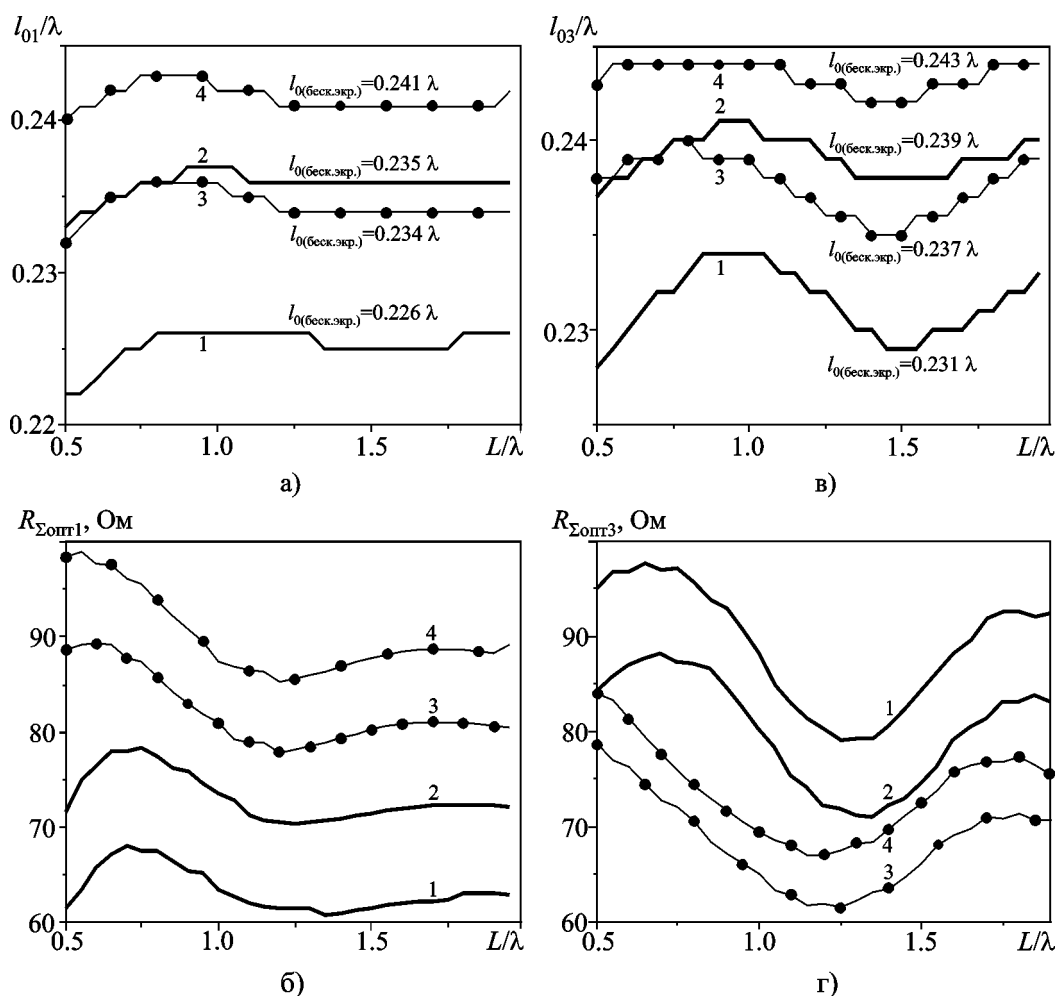 l01/λ
0.24
0.23
0.22
0.5
1.0
1.5
L/λ
4
l0(беск.экр.)=0.241 λ
2
l0(беск.экр.)=0.235 λ
3
l0(беск.экр.)=0.234 λ
l0(беск.экр.)=0.226 λ
1
а)
l03/λ
0.24
0.23
0.5
1.0
1.5
L/λ
l0(беск.экр.)=0.243 λ
4
2
l0(беск.экр.)=0.239 λ
3
l0(беск.экр.)=0.237 λ
1
l0(беск.экр.)=0.231 λ
в)
RΣопт1, Ом
90
80
70
60
0.5
1.0
1.5
L/λ
4
3
2
1
б)
RΣопт3, Ом
90
80
70
60
0.5
1.0
1.5
L/λ
1
2
4
3
г)